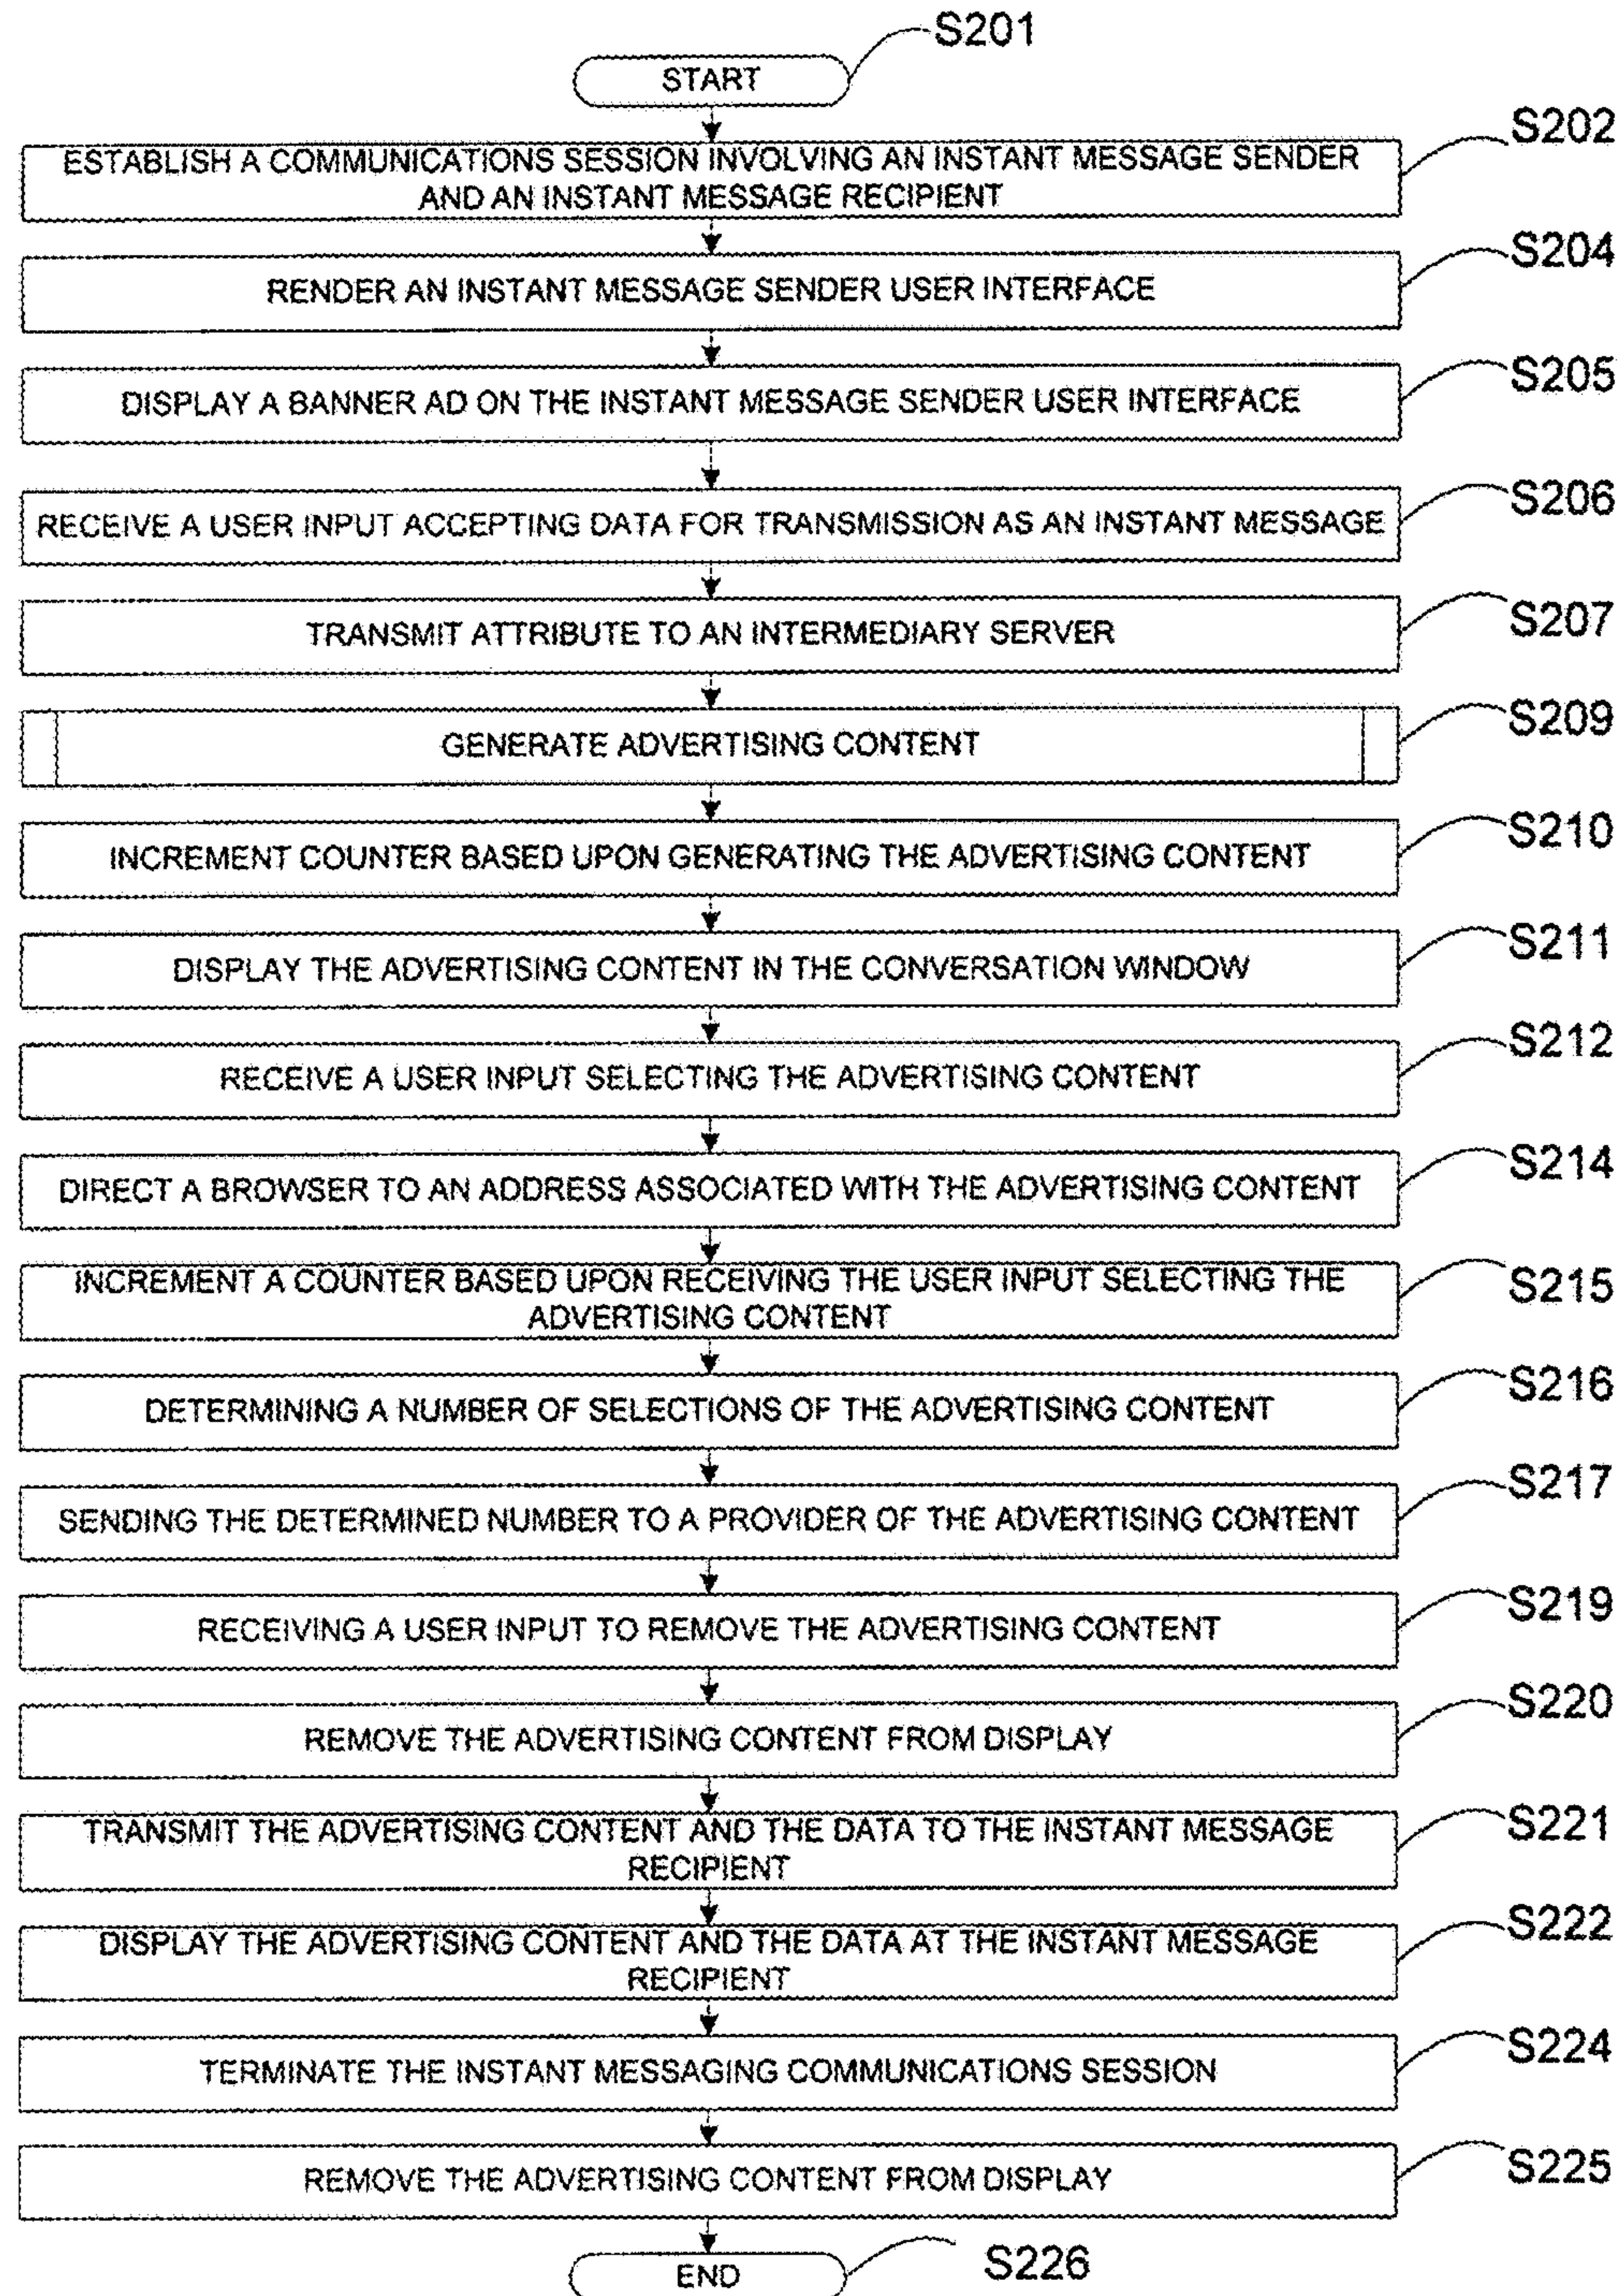 S201
START
S202
ESTABLISH A COMMUNICATIONS SESSION INVOLVING AN INSTANT MESSAGE SENDER
AND AN INSTANT MESSAGE RECIPIENT
S204
RENDER AN INSTANT MESSAGE SENDER USER INTERFACE
S205
DISPLAY A BANNER AD ON THE INSTANT MESSAGE SENDER USER INTERFACE
S206
RECEIVE A USER INPUT ACCEPTING DATA FOR TRANSMISSION AS AN INSTANT MESSAGE
S207
TRANSMIT ATTRIBUTE TO AN INTERMEDIARY SERVER
S209
GENERATE ADVERTISING CONTENT
S210
INCREMENT COUNTER BASED UPON GENERATING THE ADVERTISING CONTENT
S211
DISPLAY THE ADVERTISING CONTENT IN THE CONVERSATION WINDOW
S212
RECEIVE A USER INPUT SELECTING THE ADVERTISING CONTENT
S214
DIRECT A BROWSER TO AN ADDRESS ASSOCIATED WITH THE ADVERTISING CONTENT
S215
INCREMENT A COUNTER BASED UPON RECEIVING THE USER INPUT SELECTING THE
ADVERTISING CONTENT
S216
DETERMINING A NUMBER OF SELECTIONS OF THE ADVERTISING CONTENT
S217
SENDING THE DETERMINED NUMBER TO A PROVIDER OF THE ADVERTISING CONTENT
S219
RECEIVING A USER INPUT TO REMOVE THE ADVERTISING CONTENT
S220
REMOVE THE ADVERTISING CONTENT FROM DISPLAY
S221
TRANSMIT THE ADVERTISING CONTENT AND THE DATA TO THE INSTANT MESSAGE
RECIPIENT
S222
DISPLAY THE ADVERTISING CONTENT AND THE DATA AT THE INSTANT MESSAGE
RECIPIENT
S224
TERMINATE THE INSTANT MESSAGING COMMUNICATIONS SESSION
S225
REMOVE THE ADVERTISING CONTENT FROM DISPLAY
S226
END